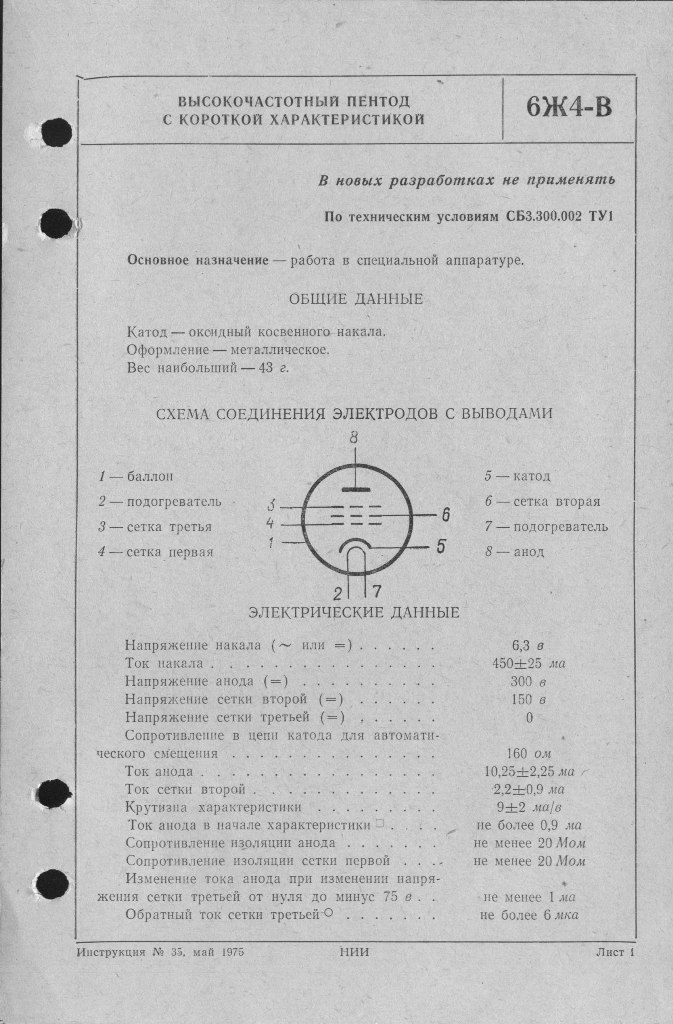 ВЫСОКОЧАСТОТНЫЙ ПЕНТОД
С КОРОТКОЙ ХАРАКТЕРИСТИКОЙ
6Ж4-В
В новых разработках не применять
По техническим условиям СБ3.300.002 ТУ1
Основное назначение — работа в специальной аппаратуре.
ОБЩИЕ ДАННЫЕ
Катод — оксидный косвенного накала.
Оформление — металлическое.
Вес наибольший — 43 г.
СХЕМА СОЕДИНЕНИЯ ЭЛЕКТРОДОВ С ВЫВОДАМИ
1 — баллон
2 — подогреватель
3 — сетка третья
4 — сетка первая
8
3
4
1
6
5
2 7
5 — катод
6 — сетка вторая
7 — подогреватель
8 — анод
ЭЛЕКТРИЧЕСКИЕ ДАННЫЕ
Напряжение накала (~ или =) . . . . . . 6,3 в
Ток накала . . . . . . . . . . . . . . . . 450±25 ма
Напряжение анода (=) . . . . . . . . . . 300 в
Напряжение сетки второй (=) . . . . . . 150 в
Напряжение сетки третьей (=) . . . . . . 0
Сопротивление в цепи катода для автомати-
ческого смещения . . . . . . . . . . . . . . . 160 ом
Ток анода . . . . . . . . . . . . . . . . . 10,25±2,25 ма
Ток сетки второй . . . . . . . . . . . . . 2,2±0,9 ма
Крутизна характеристики . . . . . . . . . 9±2 ма/в
Ток анода в начале характеристики □ . . . . не более 0,9 ма
Сопротивление изоляции анода . . . . . . . не менее 20 Мом
Сопротивление изоляции сетки первой . . . . не менее 20 Мом
Изменение тока анода при изменении напря-
жения сетки третьей от нуля до минус 75 в . . не менее 1 ма
Обратный ток сетки третьей ○ . . . . . . . не более 6 мка
Инструкция № 35, май 1975 НИИ Лист 1